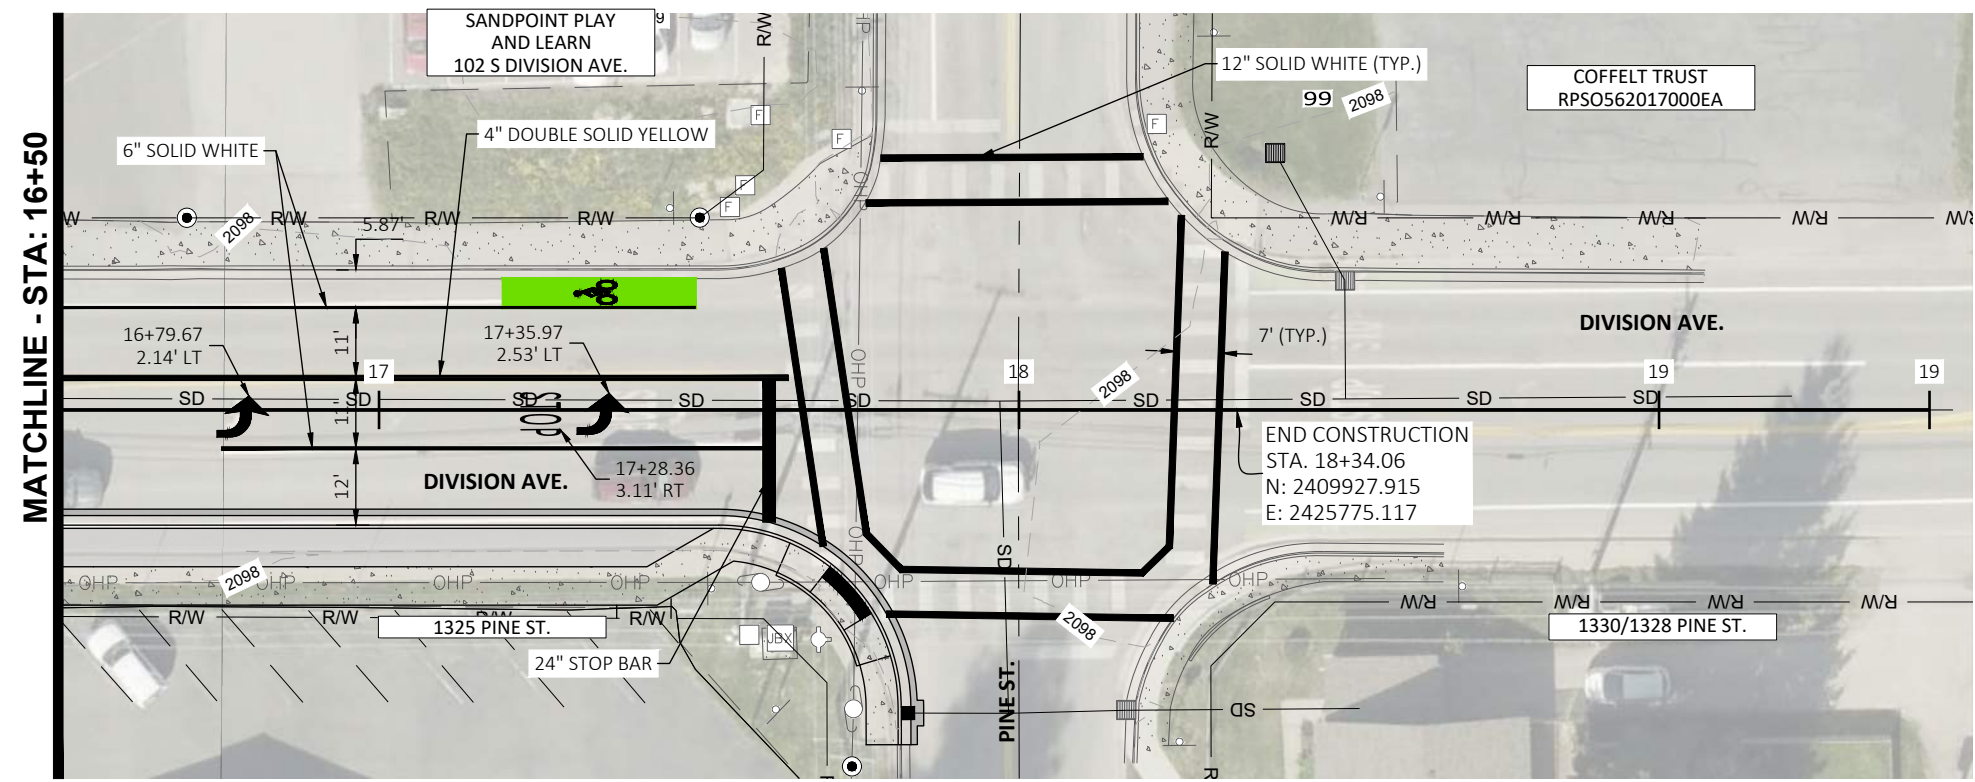 MATCHLINE - STA: 16+50
SANDPOINT PLAY
AND LEARN
102 S DIVISION AVE.
9
R/W
OHP
12" SOLID WHITE (TYP.)
99
2098
COFFELT TRUST
RPSO562017000EA
6" SOLID WHITE
4" DOUBLE SOLID YELLOW
F
F
F
F
F
R/W
OHP
W
R/W
R/W
R/W
2098
5.87'
R/W
R/W
R/W
R/W
R/W
DIVISION AVE.
16+79.67
2.14' LT
11'
17+35.97
2.53' LT
7' (TYP.)
OHP
17
18
19
19
2098
SD
SD
SD
SD
SD
SD
SD
SD
SD
11'
STOP
12'
DIVISION AVE.
17+28.36
3.11' RT
END CONSTRUCTION
STA. 18+34.06
N: 2409927.915
E: 2425775.117
OHP
SD
OHP
OHP
OHP
OHP
OHP
OHP
OHP
2098
R/W
R/W
R/W
R/W
R/W
R/W
R/W
R/W
1325 PINE ST.
2098
1330/1328 PINE ST.
JBX
24" STOP BAR
PINE ST.
SD
R
R